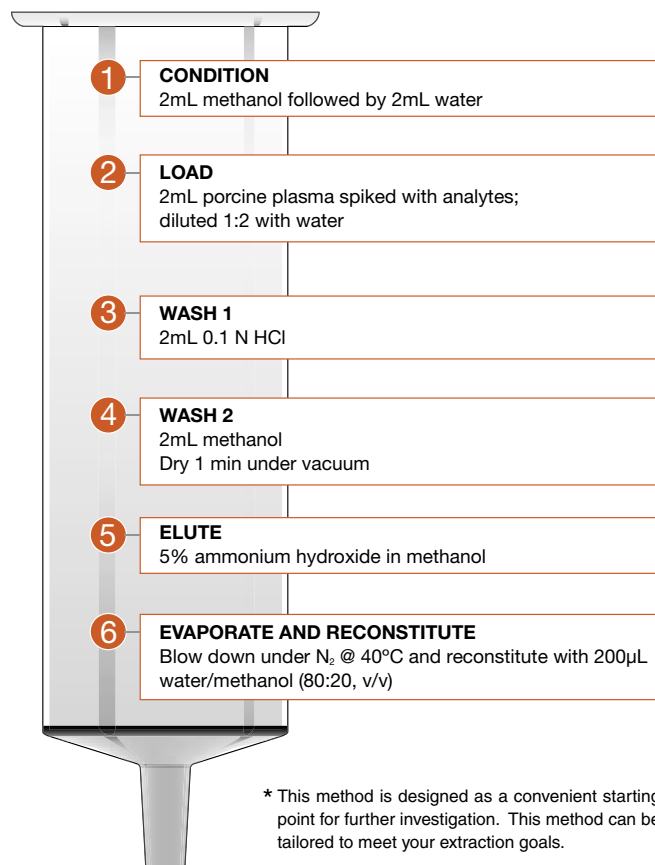 1
CONDITION
2mL methanol followed by 2mL water
2
LOAD
2mL porcine plasma spiked with analytes;
diluted 1:2 with water
3
WASH 1
2mL 0.1 N HCl
4
WASH 2
2mL methanol
Dry 1 min under vacuum
5
ELUTE
5% ammonium hydroxide in methanol
6
EVAPORATE AND RECONSTITUTE
Blow down under N₂ @ 40ºC and reconstitute with 200µL
water/methanol (80:20, v/v)
* This method is designed as a convenient starting
point for further investigation. This method can be
tailored to meet your extraction goals.